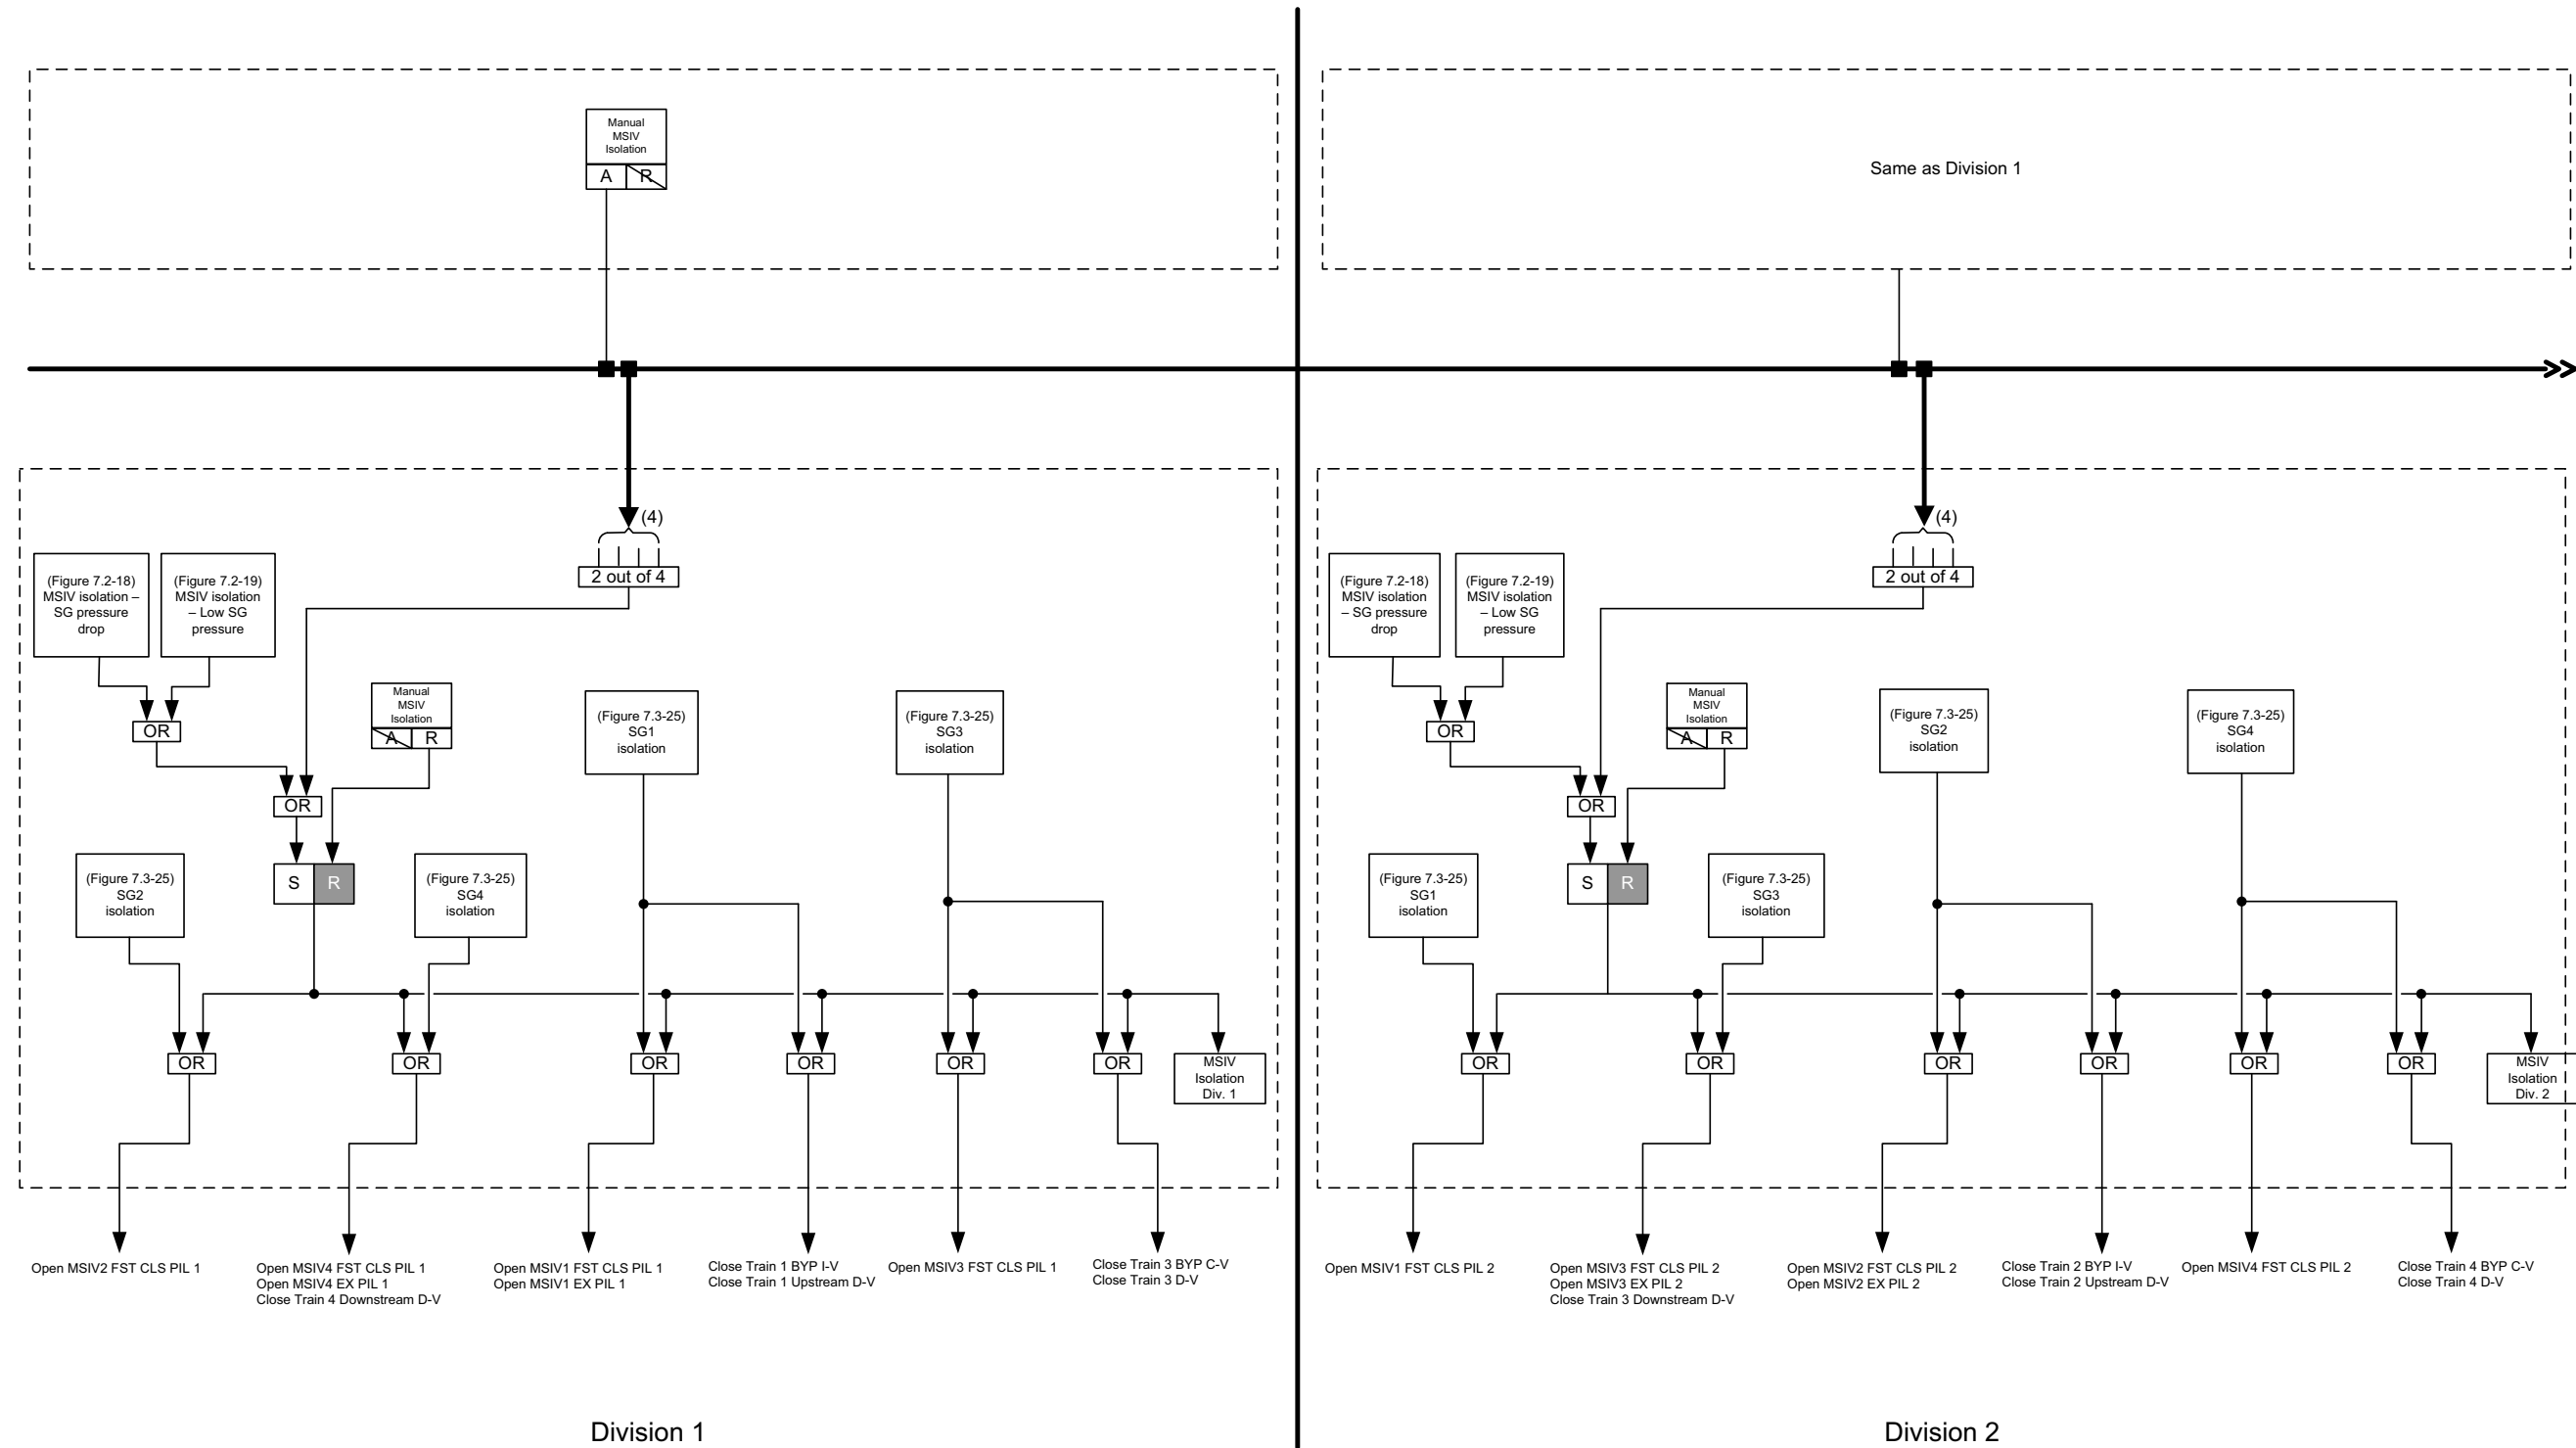 Manual
MSIV
Isolation
A R
Same as Division 1
(4)
2 out of 4
(Figure 7.2-18)
MSIV isolation –
SG pressure
drop
(Figure 7.2-19)
MSIV isolation
– Low SG
pressure
OR
Manual
MSIV
Isolation
A R
OR
(Figure 7.3-25)
SG1
isolation
(Figure 7.3-25)
SG3
isolation
(Figure 7.3-25)
SG2
isolation
S R
(Figure 7.3-25)
SG4
isolation
OR
OR
OR
OR
OR
OR
MSIV
Isolation
Div. 1
Open MSIV2 FST CLS PIL 1
Open MSIV4 FST CLS PIL 1
Open MSIV4 EX PIL 1
Close Train 4 Downstream D-V
Open MSIV1 FST CLS PIL 1
Open MSIV1 EX PIL 1
Close Train 1 BYP I-V
Close Train 1 Upstream D-V
Open MSIV3 FST CLS PIL 1
Close Train 3 BYP C-V
Close Train 3 D-V
Division 1
(4)
2 out of 4
(Figure 7.2-18)
MSIV isolation
– SG pressure
drop
(Figure 7.2-19)
MSIV isolation
– Low SG
pressure
OR
Manual
MSIV
Isolation
A R
OR
(Figure 7.3-25)
SG2
isolation
(Figure 7.3-25)
SG4
isolation
(Figure 7.3-25)
SG1
isolation
S R
(Figure 7.3-25)
SG3
isolation
OR
OR
OR
OR
OR
OR
MSIV
Isolation
Div. 2
Open MSIV1 FST CLS PIL 2
Open MSIV3 FST CLS PIL 2
Open MSIV3 EX PIL 2
Close Train 3 Downstream D-V
Open MSIV2 FST CLS PIL 2
Open MSIV2 EX PIL 2
Close Train 2 BYP I-V
Close Train 2 Upstream D-V
Open MSIV4 FST CLS PIL 2
Close Train 4 BYP C-V
Close Train 4 D-V
Division 2